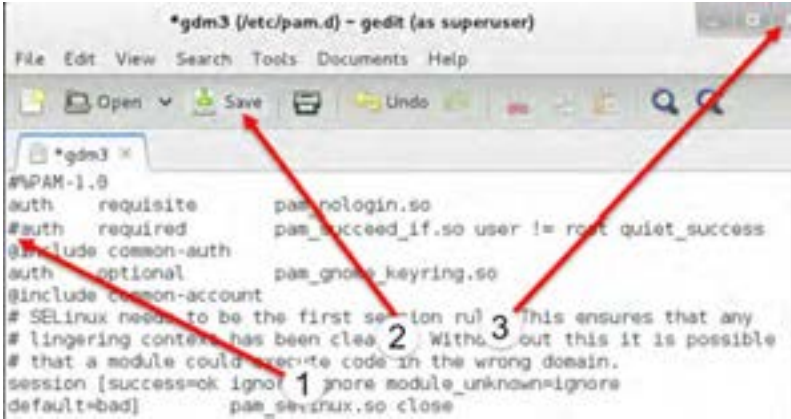 *gdm3 (/etc/pam.d) - gedit (as superuser)
File Edit View Search Tools Documents Help
Open Save Undo
*gdm3 ×
#%PAM-1.0
auth requisite pam_nologin.so
#auth required pam_succeed_if.so user != root quiet_success
@include common-auth
auth optional pam_gnome_keyring.so
@include common-account
# SELinux needs to be the first session rule This ensures that any
# lingering context has been clea 2 Without out this it is possible 3
# that a module could execute code in the wrong domain.
session [success=ok ignor 1 gnore module_unknown=ignore
default=bad] pam_selinux.so close